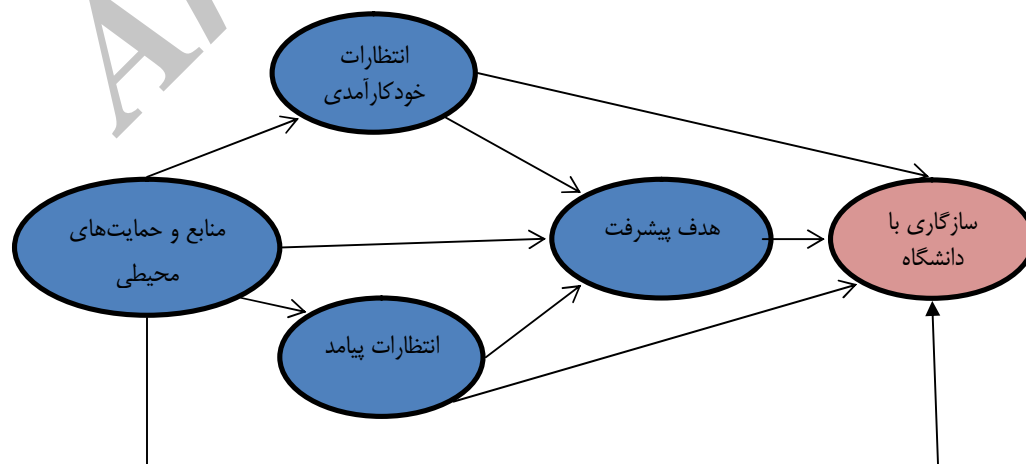 انتظارات
خودکارآمدی
منابع و حمایت‌های
محیطی
هدف پیشرفت
سازگاری با
دانشگاه
انتظارات پیامد